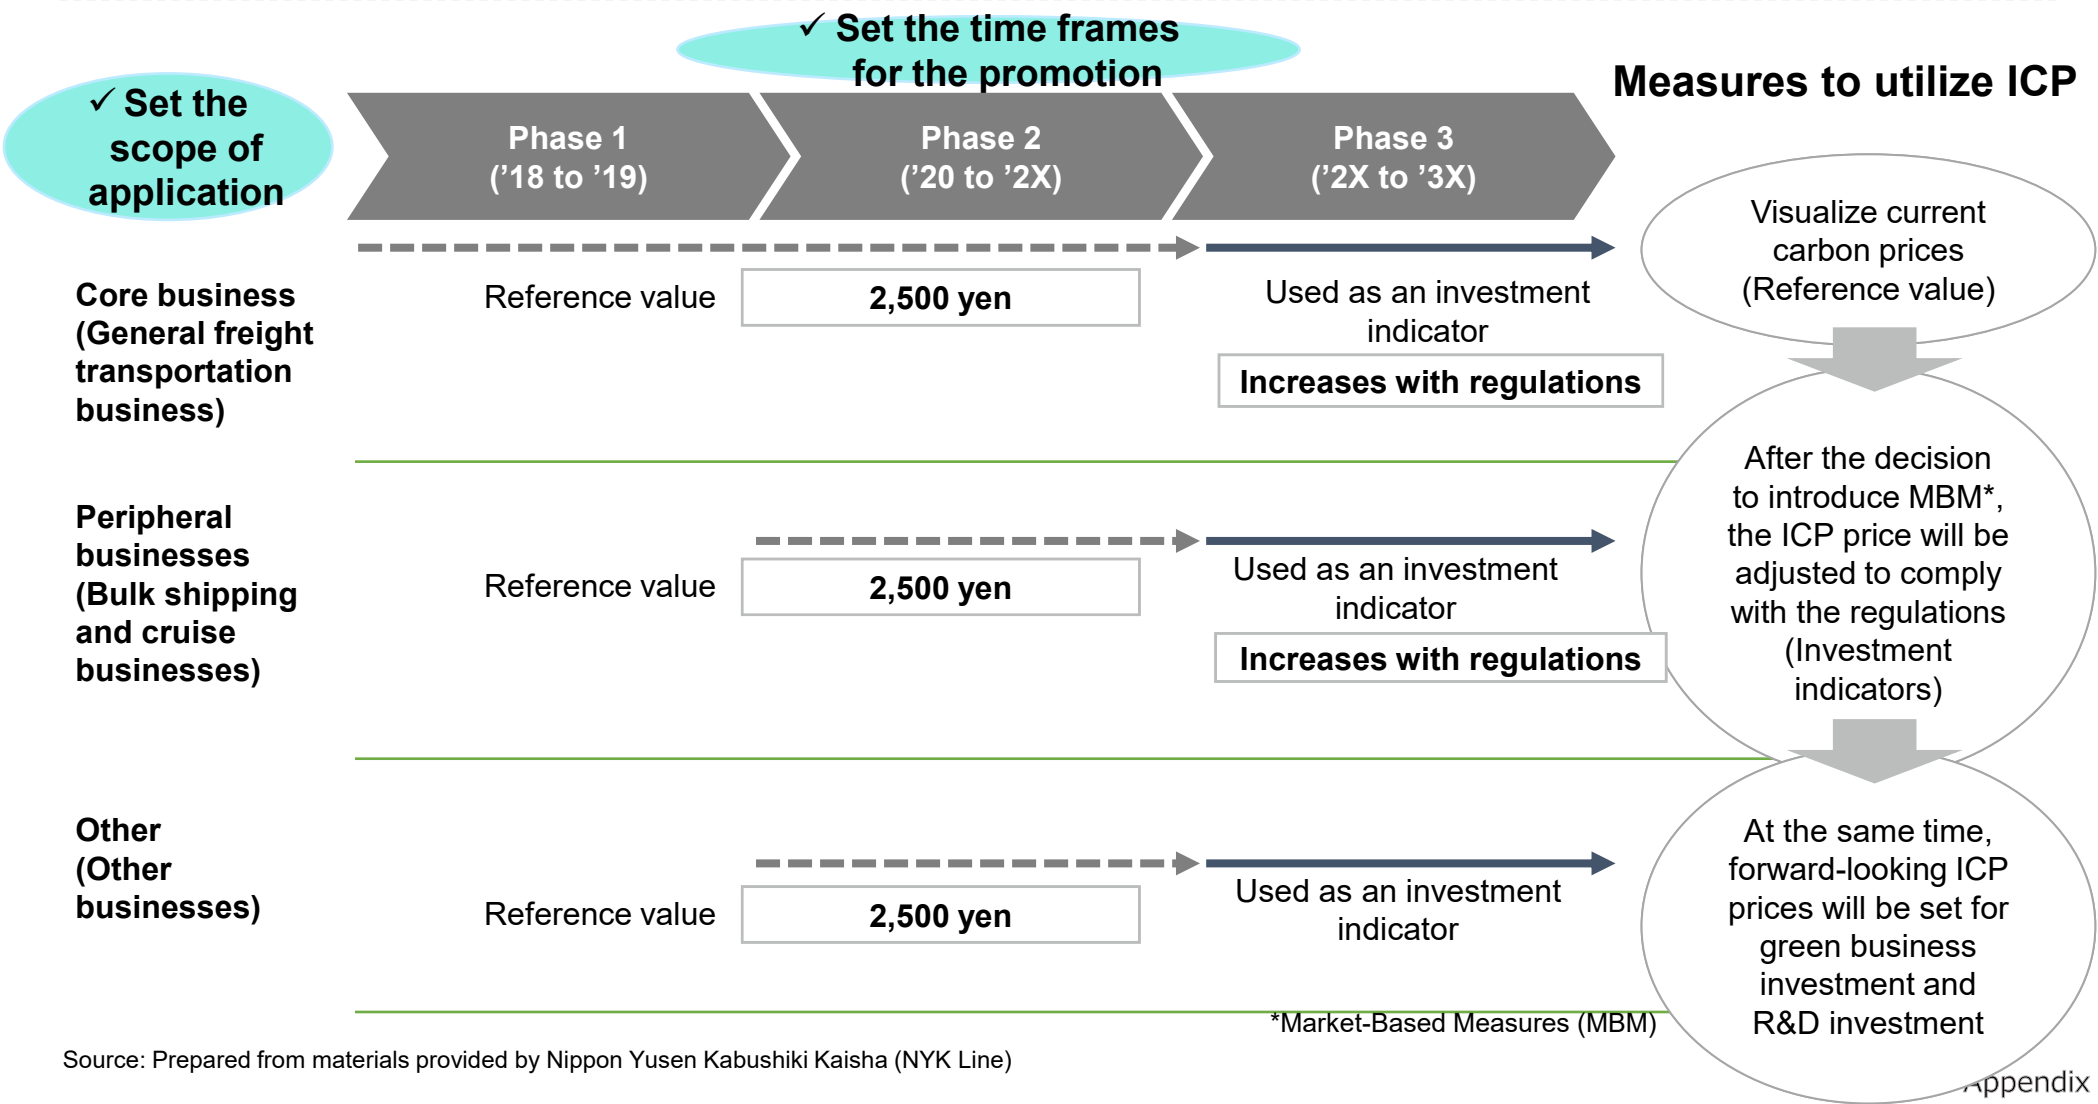 ✓ Set the time frames
for the promotion
✓ Set the
scope of
application
Measures to utilize ICP
Phase 1
(’18 to ’19)
Phase 2
(’20 to ’2X)
Phase 3
(’2X to ’3X)
Core business
(General freight
transportation
business)
Reference value
2,500 yen
Used as an investment
indicator
Increases with regulations
Peripheral
businesses
(Bulk shipping
and cruise
businesses)
Reference value
2,500 yen
Used as an investment
indicator
Increases with regulations
Other
(Other
businesses)
Reference value
2,500 yen
Used as an investment
indicator
Visualize current
carbon prices
(Reference value)
After the decision
to introduce MBM*,
the ICP price will be
adjusted to comply
with the regulations
(Investment
indicators)
At the same time,
forward-looking ICP
prices will be set for
green business
investment and
R&D investment
*Market-Based Measures (MBM)
Source: Prepared from materials provided by Nippon Yusen Kabushiki Kaisha (NYK Line)
Appendix